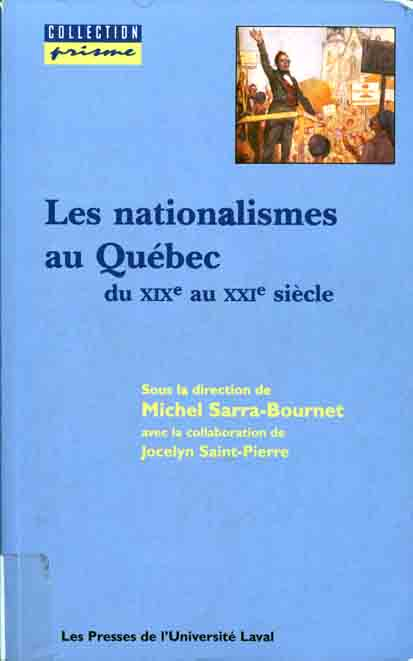 COLLECTION
prisme
Les nationalismes
au Québec
du XIXe au XXIe siècle
Sous la direction de
Michel Sarra-Bournet
avec la collaboration de
Jocelyn Saint-Pierre
Les Presses de l'Université Laval